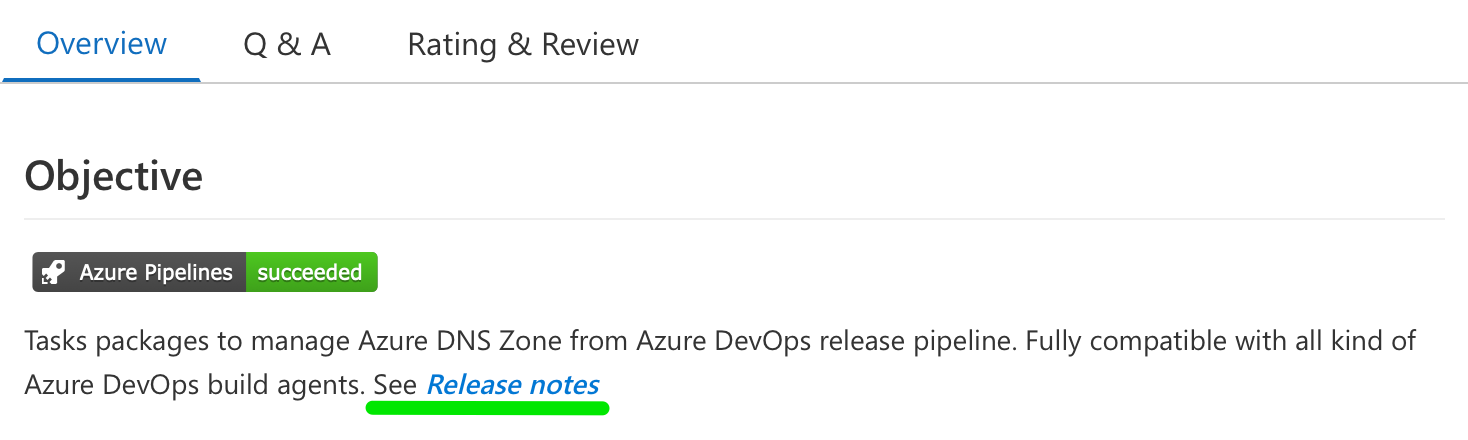 Overview Q & A Rating & Review
Objective
Azure Pipelines succeeded
Tasks packages to manage Azure DNS Zone from Azure DevOps release pipeline. Fully compatible with all kind of
Azure DevOps build agents. See Release notes